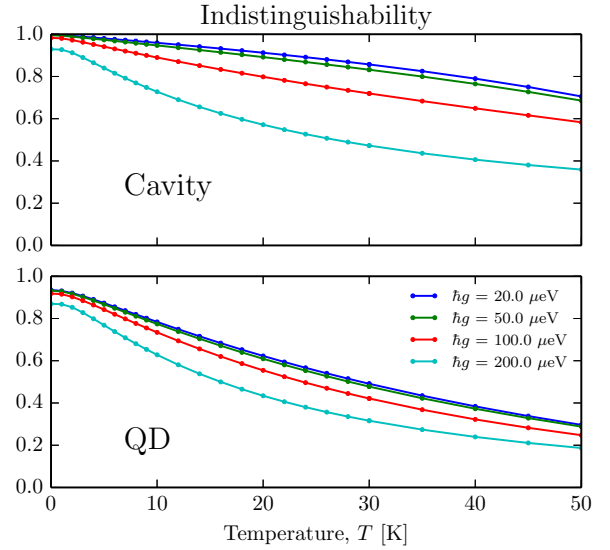 Indistinguishability
1.0
0.8
0.6
0.4
0.2
0.0
Cavity
1.0
0.8
0.6
0.4
0.2
0.0
QD
ħg = 20.0 μeV
ħg = 50.0 μeV
ħg = 100.0 μeV
ħg = 200.0 μeV
0 10 20 30 40 50
Temperature, T [K]